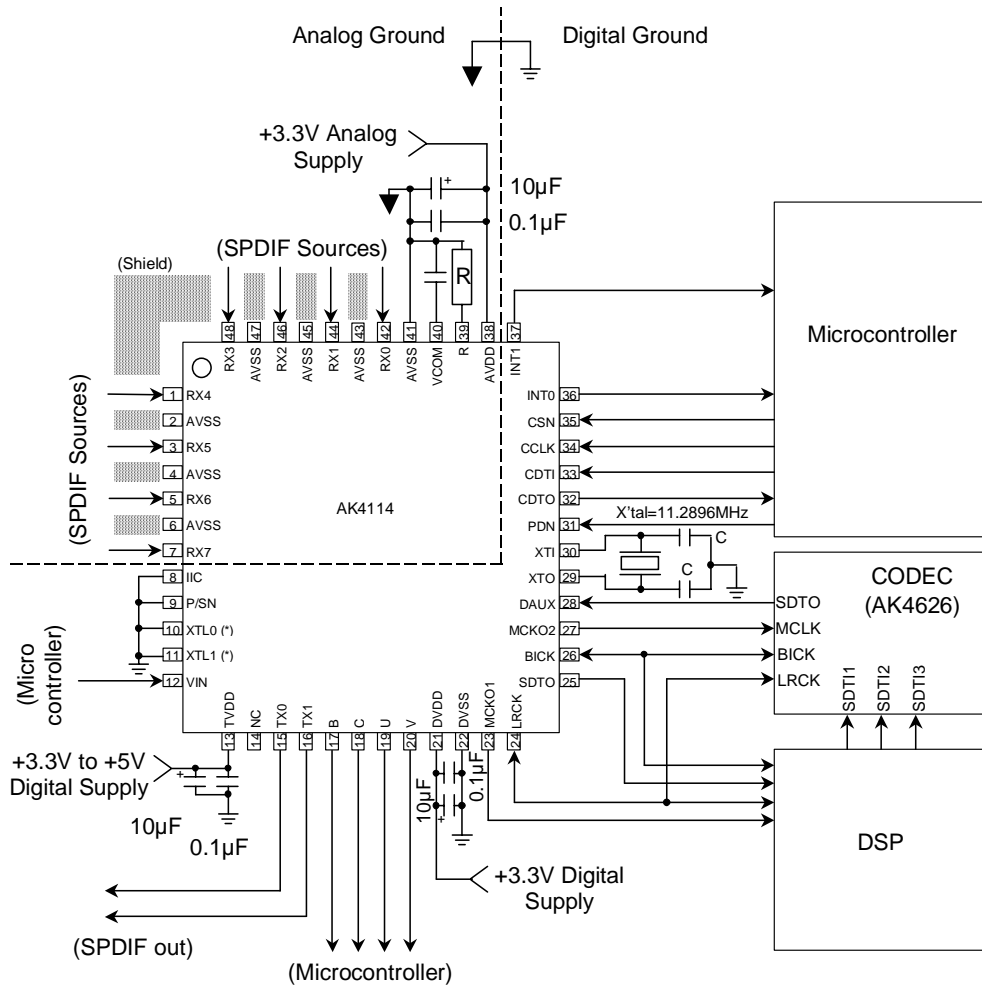 Analog Ground
Digital Ground
+3.3V Analog
Supply
10µF
0.1µF
(SPDIF Sources)
(Shield)
R
48 47 46 45 44 43 42 41 40 39 38 37
RX3 AVSS RX2 AVSS RX1 AVSS RX0 AVSS VCOM R AVDD INT1
Microcontroller
(SPDIF Sources)
1 RX4
2 AVSS
3 RX5
4 AVSS
5 RX6
6 AVSS
7 RX7
8 IIC
9 P/SN
10 XTL0 (*)
11 XTL1 (*)
12 VIN
AK4114
INT0 36
CSN 35
CCLK 34
CDTI 33
CDTO 32
PDN 31
XTI 30
XTO 29
DAUX 28
MCKO2 27
BICK 26
SDTO 25
X'tal=11.2896MHz
C
C
CODEC
(AK4626)
SDTO
MCLK
BICK
LRCK
SDTI1
SDTI2
SDTI3
(Micro
controller)
TVDD NC TX0 TX1 B C U V DVDD DVSS MCKO1 LRCK
13 14 15 16 17 18 19 20 21 22 23 24
+3.3V to +5V
Digital Supply
10µF
0.1µF
10µF
0.1µF
+3.3V Digital
Supply
DSP
(SPDIF out)
(Microcontroller)